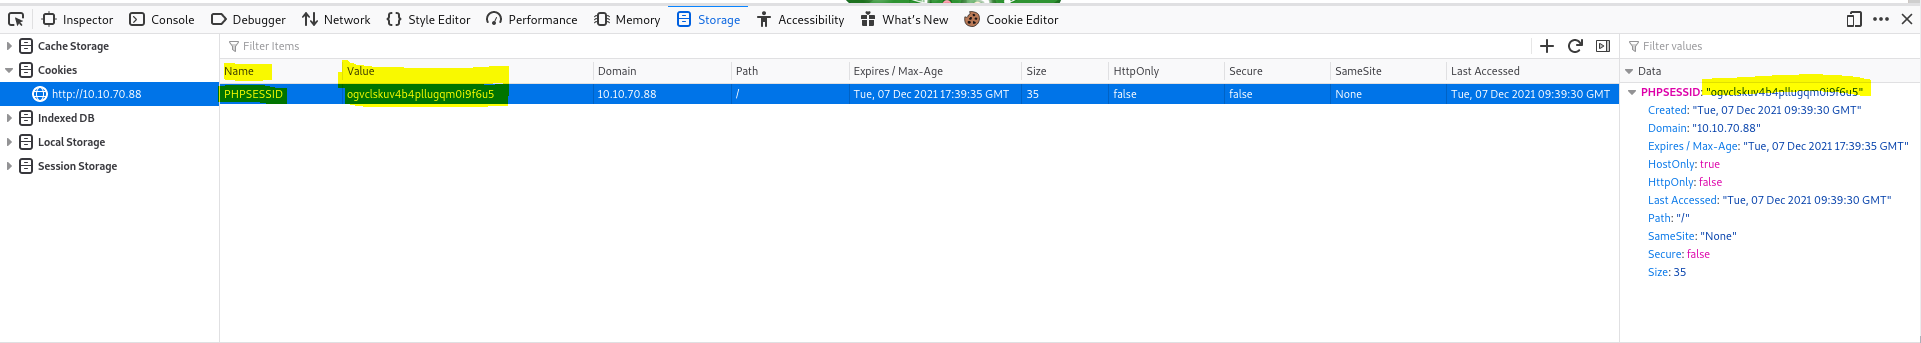 Inspector Console Debugger Network Style Editor Performance Memory Storage Accessibility What's New Cookie Editor
Cache Storage
Cookies
http://10.10.70.88
Indexed DB
Local Storage
Session Storage
Filter Items
Name Value Domain Path Expires / Max-Age Size HttpOnly Secure SameSite Last Accessed
PHPSESSID ogvclskuv4b4pllugqm0i9f6u5 10.10.70.88 / Tue, 07 Dec 2021 17:39:35 GMT 35 false false None Tue, 07 Dec 2021 09:39:30 GMT
Filter values
Data
PHPSESSID: "ogvclskuv4b4pllugqm0i9f6u5"
Created: "Tue, 07 Dec 2021 09:39:30 GMT"
Domain: "10.10.70.88"
Expires / Max-Age: "Tue, 07 Dec 2021 17:39:35 GMT"
HostOnly: true
HttpOnly: false
Last Accessed: "Tue, 07 Dec 2021 09:39:30 GMT"
Path: "/"
SameSite: "None"
Secure: false
Size: 35